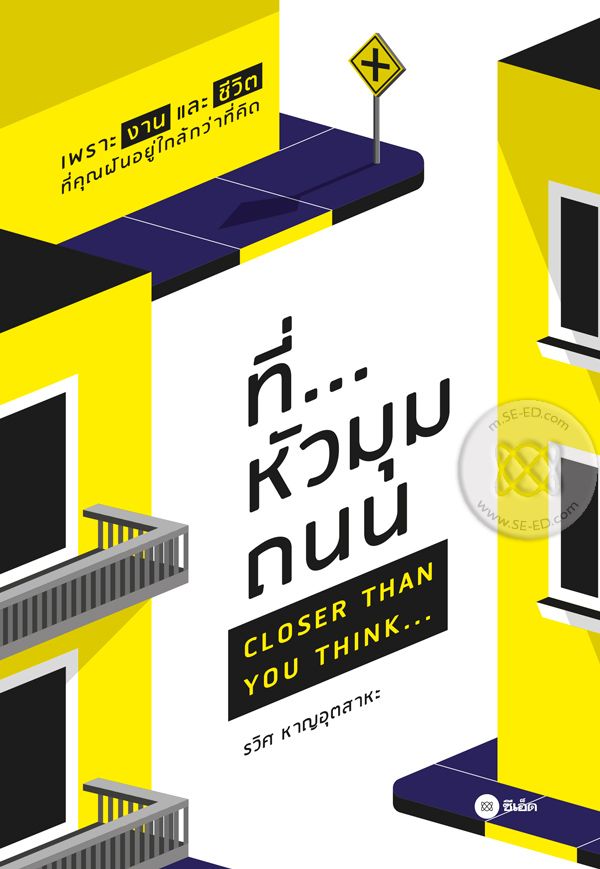 เพราะ งาน และ ชีวิต
ที่คุณฝันอยู่ใกล้กว่าที่คิด
ที่...
หัวมุม
ถนน
CLOSER THAN
YOU THINK...
รวิศ หาญอุตสาหะ
m.SE-ED.com
www.SE-ED.com
ซีเอ็ด